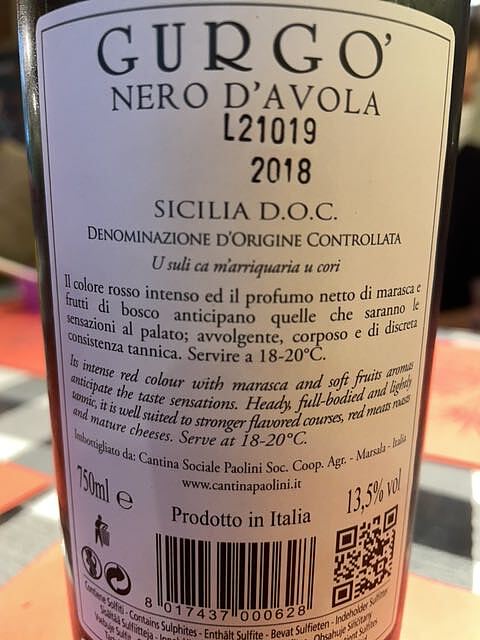 GURGO'
NERO D'AVOLA
L21019
2018
SICILIA D.O.C.
DENOMINAZIONE D'ORIGINE CONTROLLATA
U suli ca m'arriquaria u cori
Il colore rosso intenso ed il profumo netto di marasca e
frutti di bosco anticipano quelle che saranno le
sensazioni al palato; avvolgente, corposo e di discreta
consistenza tannica. Servire a 18-20°C.
Its intense red colour with marasca and soft fruits aromas
anticipate the taste sensations. Heady, full-bodied and lightly
tannic, it is well suited to stronger flavored courses, red meats roasts
and mature cheeses. Serve at 18-20°C.
Imbottigliato da: Cantina Sociale Paolini Soc. Coop. Agr. - Marsala - Italia
www.cantinapaolini.it
750ml e
13,5% vol
Prodotto in Italia
8 017437 000628
Contiene Solfiti - Contains Sulphites - Enthält Sulfite - Bevat Sulfieten - Indeholder Sulfitter